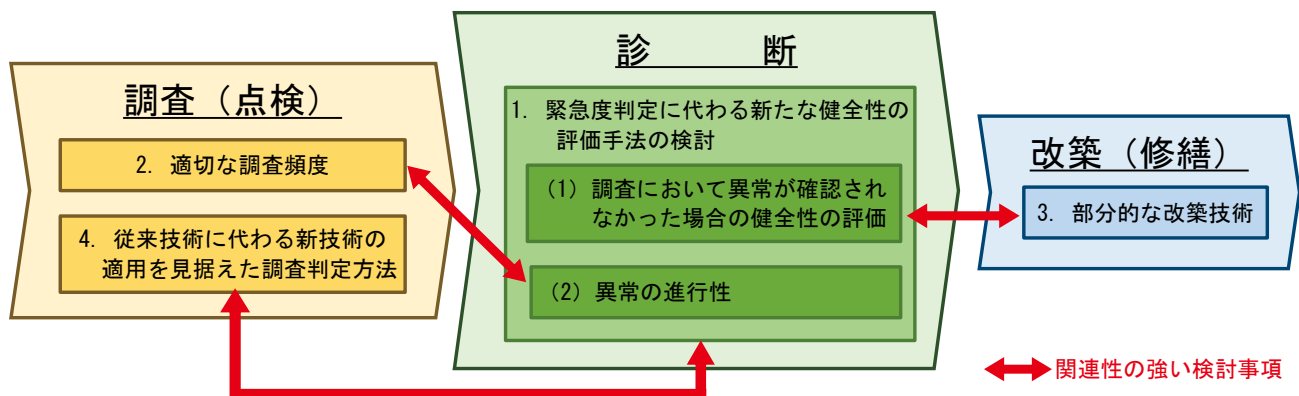 調査（点検）
2. 適切な調査頻度
4. 従来技術に代わる新技術の
適用を見据えた調査判定方法
診　　　断
1. 緊急度判定に代わる新たな健全性の
評価手法の検討
(1) 調査において異常が確認され
なかった場合の健全性の評価
(2) 異常の進行性
改築（修繕）
3. 部分的な改築技術
関連性の強い検討事項